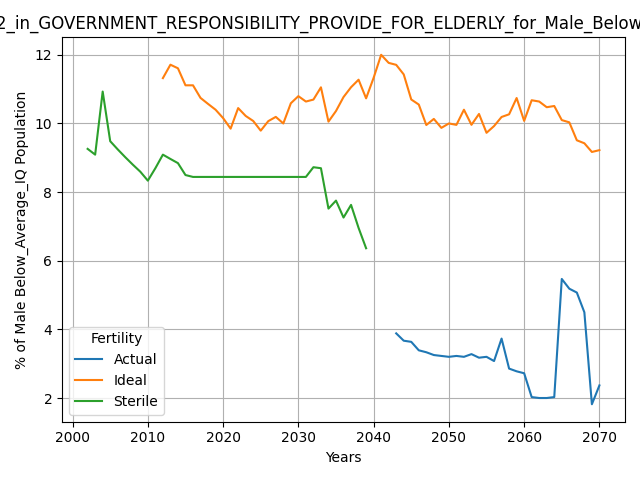 2_in_GOVERNMENT_RESPONSIBILITY_PROVIDE_FOR_ELDERLY_for_Male_Below
% of Male Below_Average_IQ Population
12
10
8
6
4
2
Fertility
Actual
Ideal
Sterile
2000 2010 2020 2030 2040 2050 2060 2070
Years